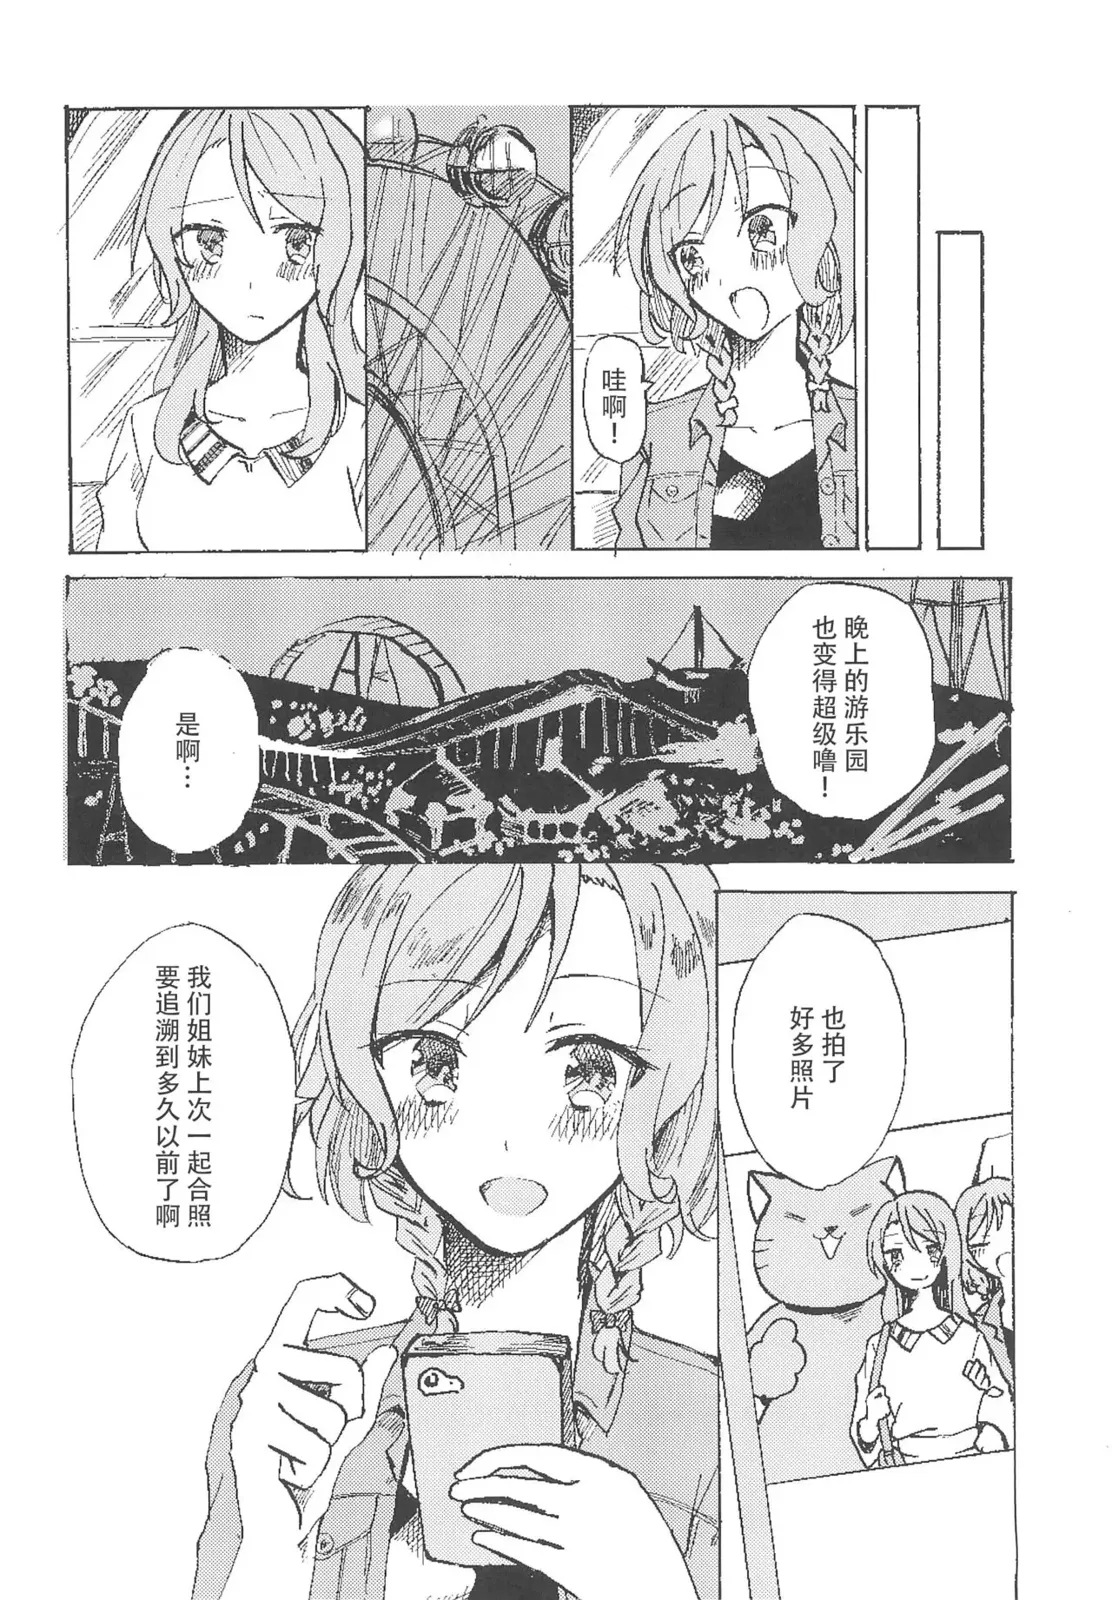 哇啊！
晚上的游乐园
也变得超级噜！
是啊…
也拍了
好多照片
我们姐妹上次一起合照
要追溯到多久以前了啊